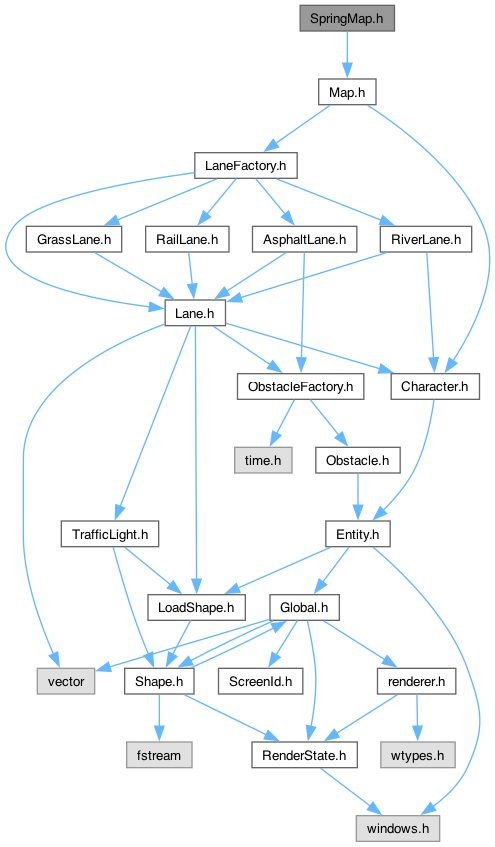 SpringMap.h
Map.h
LaneFactory.h
GrassLane.h
RailLane.h
AsphaltLane.h
RiverLane.h
Lane.h
ObstacleFactory.h
Character.h
time.h
Obstacle.h
TrafficLight.h
Entity.h
LoadShape.h
Global.h
vector
Shape.h
ScreenId.h
renderer.h
fstream
RenderState.h
wtypes.h
windows.h